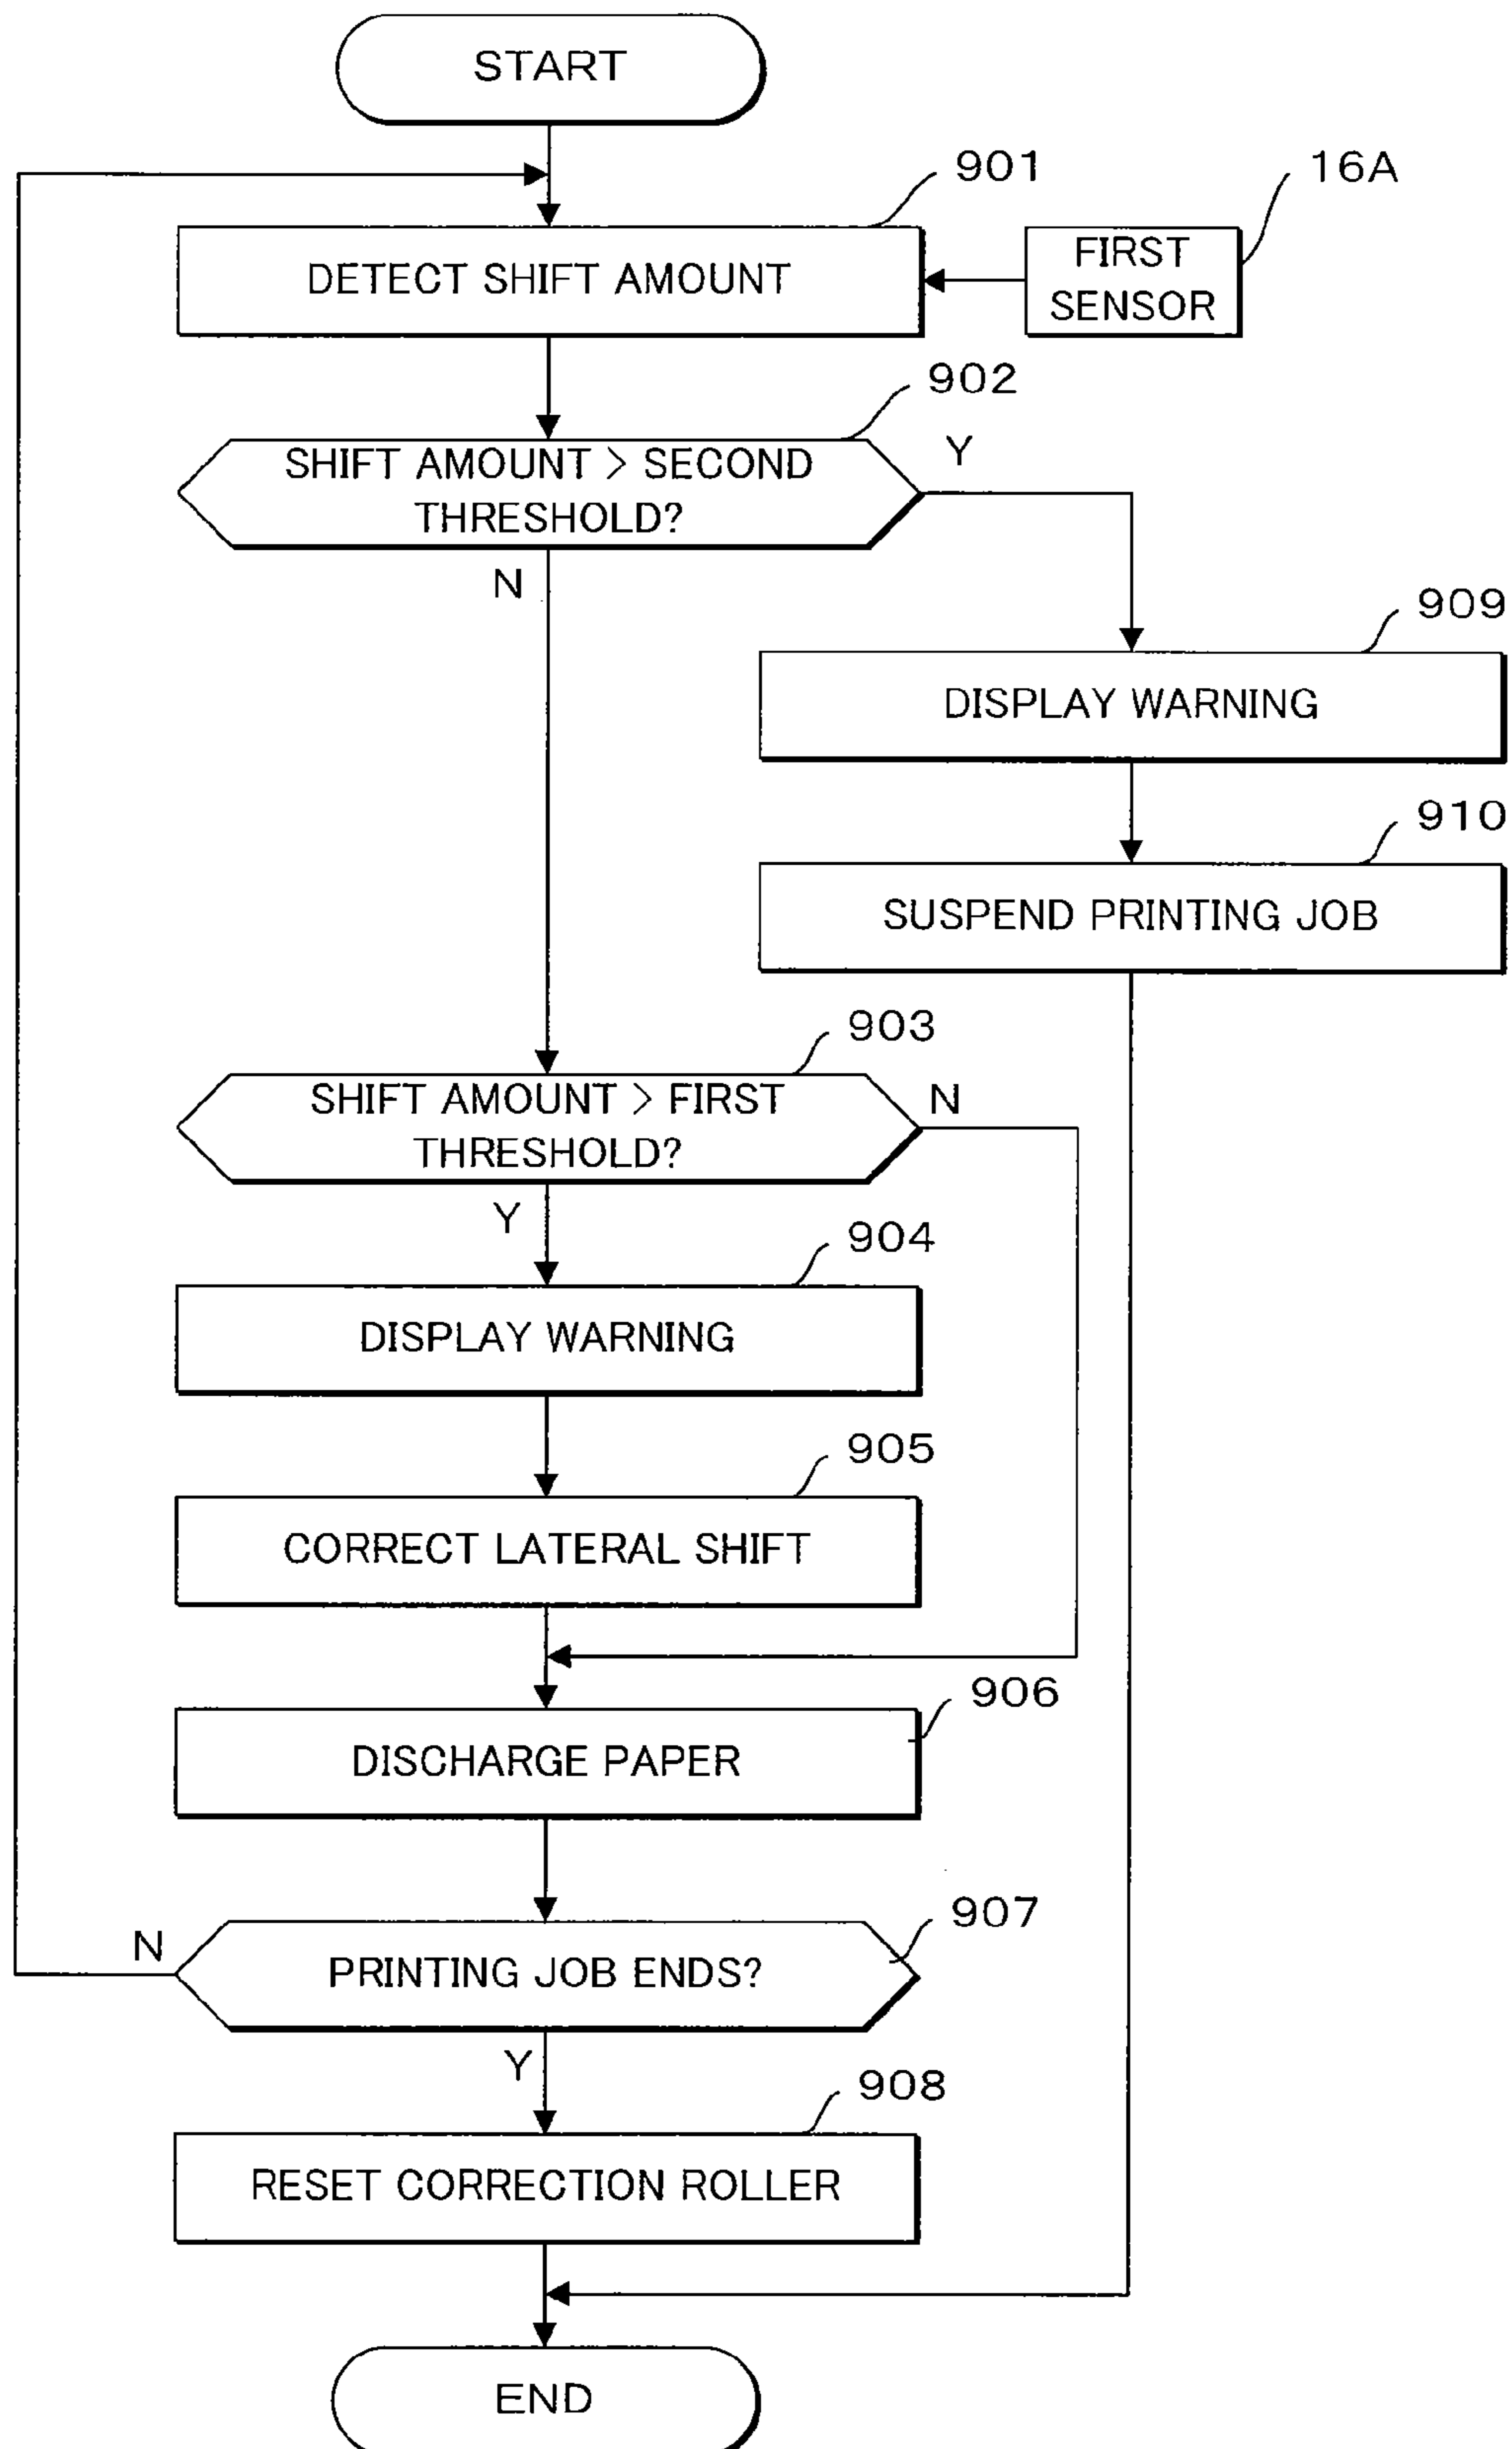 START
901
16A
DETECT SHIFT AMOUNT
FIRST
SENSOR
902
SHIFT AMOUNT > SECOND
THRESHOLD?
Y
N
909
DISPLAY WARNING
910
SUSPEND PRINTING JOB
903
SHIFT AMOUNT > FIRST
THRESHOLD?
N
Y
904
DISPLAY WARNING
905
CORRECT LATERAL SHIFT
906
DISCHARGE PAPER
907
N
PRINTING JOB ENDS?
Y
908
RESET CORRECTION ROLLER
END